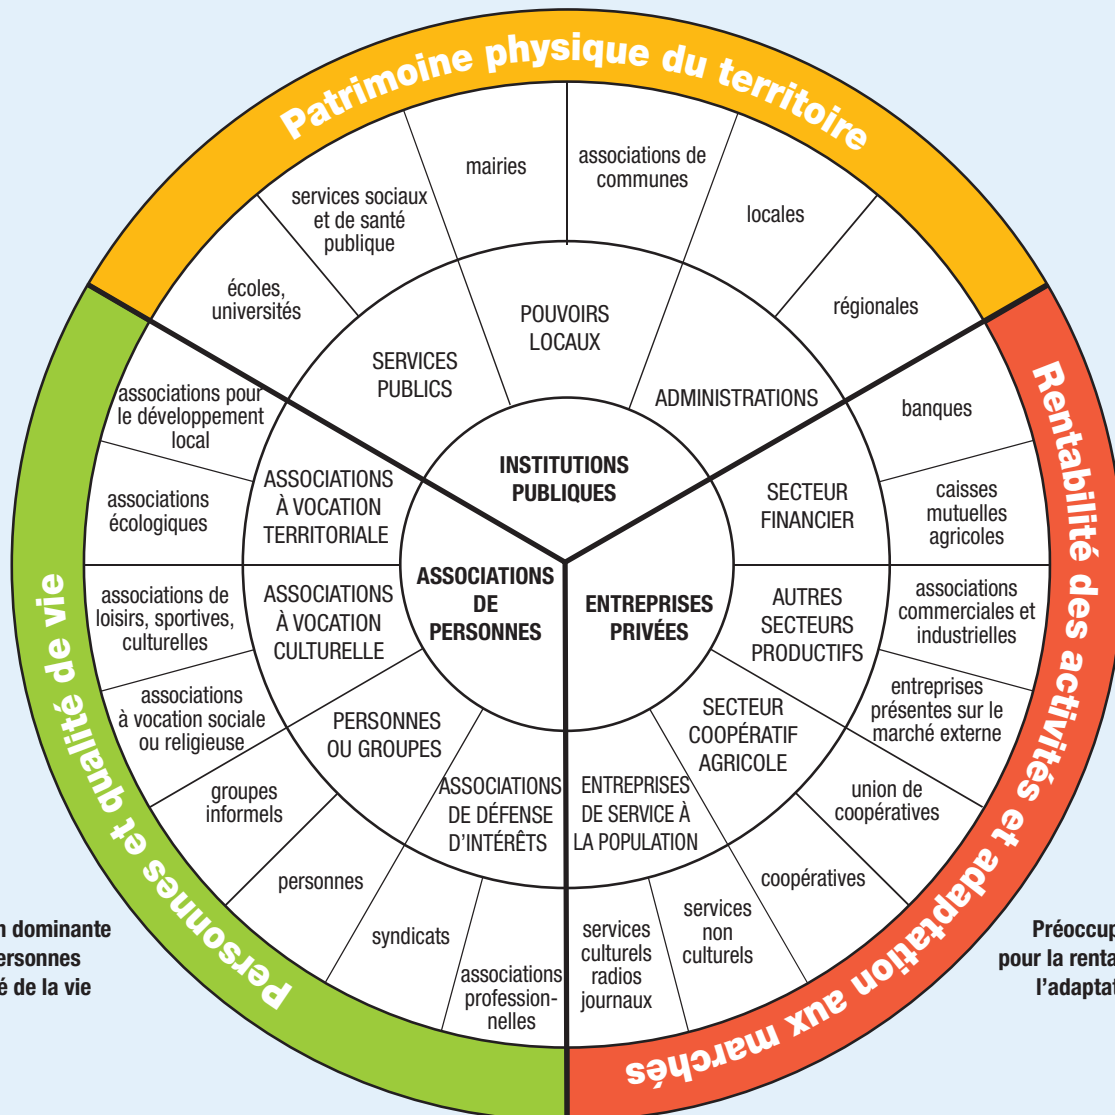 Patrimoine physique du territoire
mairies
associations de
communes
services sociaux
et de santé
publique
locales
écoles,
universités
régionales
POUVOIRS
LOCAUX
SERVICES
PUBLICS
ADMINISTRATIONS
INSTITUTIONS
PUBLIQUES
Rentabilité des activités et adaptation aux marchés
banques
caisses
mutuelles
agricoles
SECTEUR
FINANCIER
associations
commerciales et
industrielles
entreprises
présentes sur le
marché externe
AUTRES
SECTEURS
PRODUCTIFS
ENTREPRISES
PRIVÉES
SECTEUR
COOPÉRATIF
AGRICOLE
union de
coopératives
coopératives
ENTREPRISES
DE SERVICE À
LA POPULATION
services
non
culturels
services
culturels
radios
journaux
Personnes et qualité de vie
associations pour
le développement
local
associations
écologiques
ASSOCIATIONS
À VOCATION
TERRITORIALE
ASSOCIATIONS
DE
PERSONNES
associations de
loisirs, sportives,
culturelles
ASSOCIATIONS
À VOCATION
CULTURELLE
associations
à vocation sociale
ou religieuse
PERSONNES
OU GROUPES
groupes
informels
personnes
ASSOCIATIONS
DE DÉFENSE
D'INTÉRÊTS
syndicats
associations
profession-
nelles
dominante
de la vie
pour la